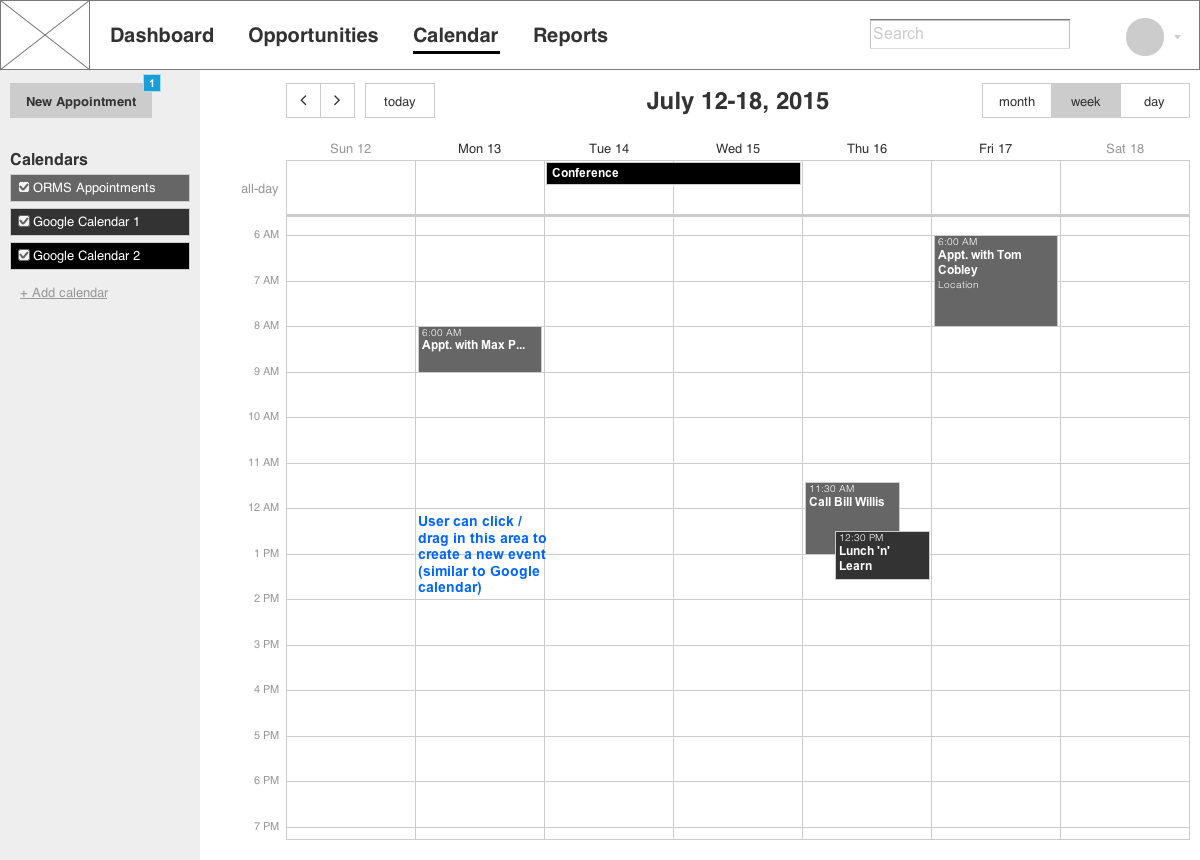 Dashboard Opportunities Calendar Reports Search
1
New Appointment
Calendars
ORMS Appointments
Google Calendar 1
Google Calendar 2
+ Add calendar
today July 12-18, 2015 month week day
Sun 12 Mon 13 Tue 14 Wed 15 Thu 16 Fri 17 Sat 18
Conference
all-day
6 AM
6:00 AM
Appt. with Tom
Cobley
Location
7 AM
8 AM
6:00 AM
Appt. with Max P...
9 AM
10 AM
11 AM
11:30 AM
Call Bill Willis
12 AM
User can click /
drag in this area to
create a new event
(similar to Google
calendar)
12:30 PM
Lunch 'n'
Learn
1 PM
2 PM
3 PM
4 PM
5 PM
6 PM
7 PM